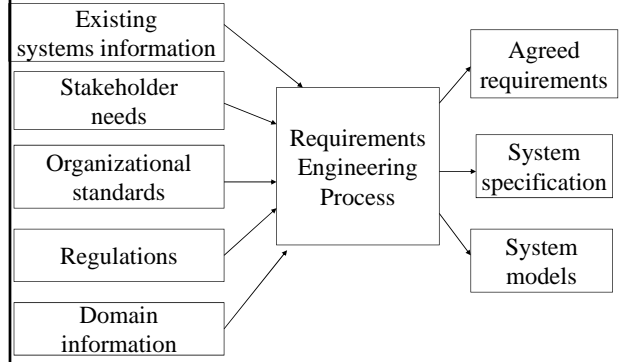 Existing
systems information
Stakeholder
needs
Organizational
standards
Regulations
Domain
information
Requirements
Engineering
Process
Agreed
requirements
System
specification
System
models